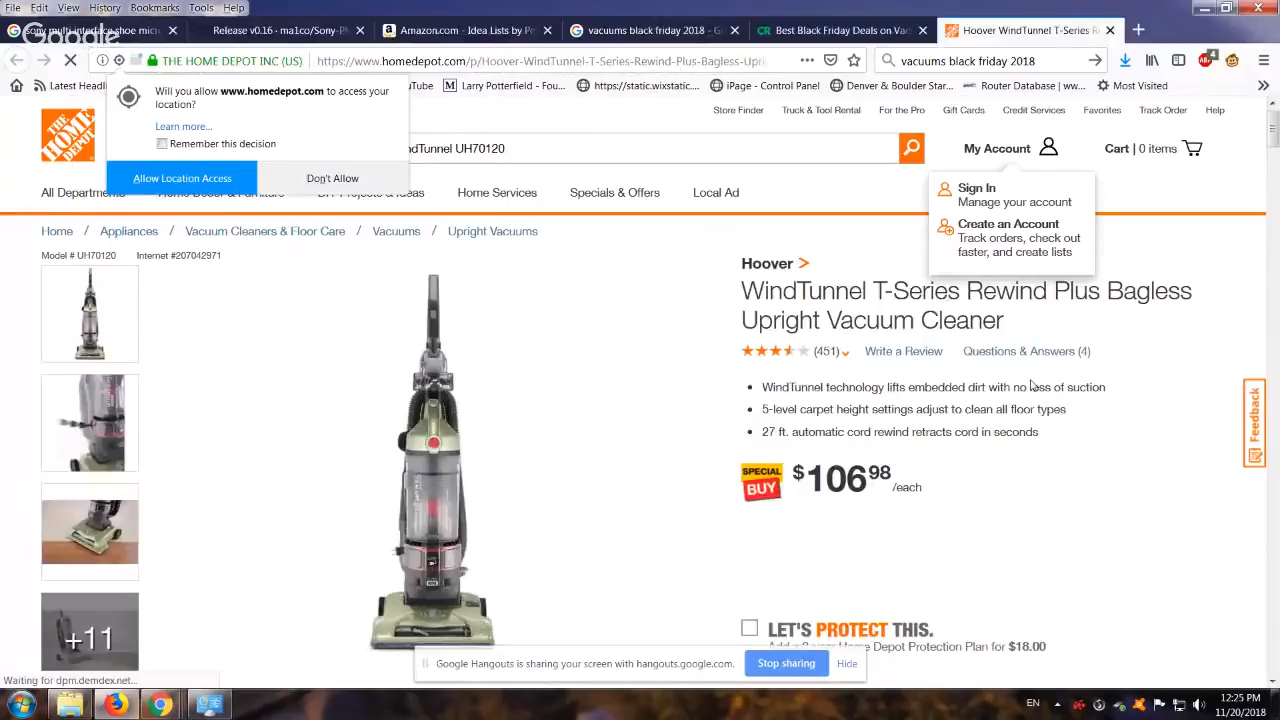 File Edit View History Bookmarks Tools Help
sony multi interface shoe micr
Release v0.16 · ma1co/Sony-P
Amazon.com - Idea Lists by P
vacuums black friday 2018 - G
Best Black Friday Deals on Vac
Hoover WindTunnel T-Series R
Google Hangouts
THE HOME DEPOT INC (US)
https://www.homedepot.com/p/Hoover-WindTunnel-T-Series-Rewind-Plus-Bagless-Upri
vacuums black friday 2018
4
Latest Headli
Tube
Larry Potterfield - Fou...
https://static.wixstatic....
iPage - Control Panel
Denver & Boulder Star...
Router Database | ww...
Most Visited
Will you allow www.homedepot.com to access your
location?
Learn more...
Remember this decision
Allow Location Access
Don't Allow
Store Finder
Truck & Tool Rental
For the Pro
Gift Cards
Credit Services
Favorites
Track Order
Help
THE HOME DEPOT
ndTunnel UH70120
My Account
Cart | 0 items
All Departments
Home Decor & Furniture
DIY Projects & Ideas
Home Services
Specials & Offers
Local Ad
Sign In
Manage your account
Create an Account
Track orders, check out
faster, and create lists
Home / Appliances / Vacuum Cleaners & Floor Care / Vacuums / Upright Vacuums
Model # UH70120
Internet #207042971
Hoover >
WindTunnel T-Series Rewind Plus Bagless
Upright Vacuum Cleaner
(451)
Write a Review
Questions & Answers (4)
WindTunnel technology lifts embedded dirt with no loss of suction
5-level carpet height settings adjust to clean all floor types
27 ft. automatic cord rewind retracts cord in seconds
SPECIAL
BUY
$106 98
/each
Feedback
+11
LET'S PROTECT THIS.
Add a 2-year Home Depot Protection Plan for $18.00
Google Hangouts is sharing your screen with hangouts.google.com.
Stop sharing
Hide
Waiting for dpm.demdex.net...
EN
12:25 PM
11/20/2018